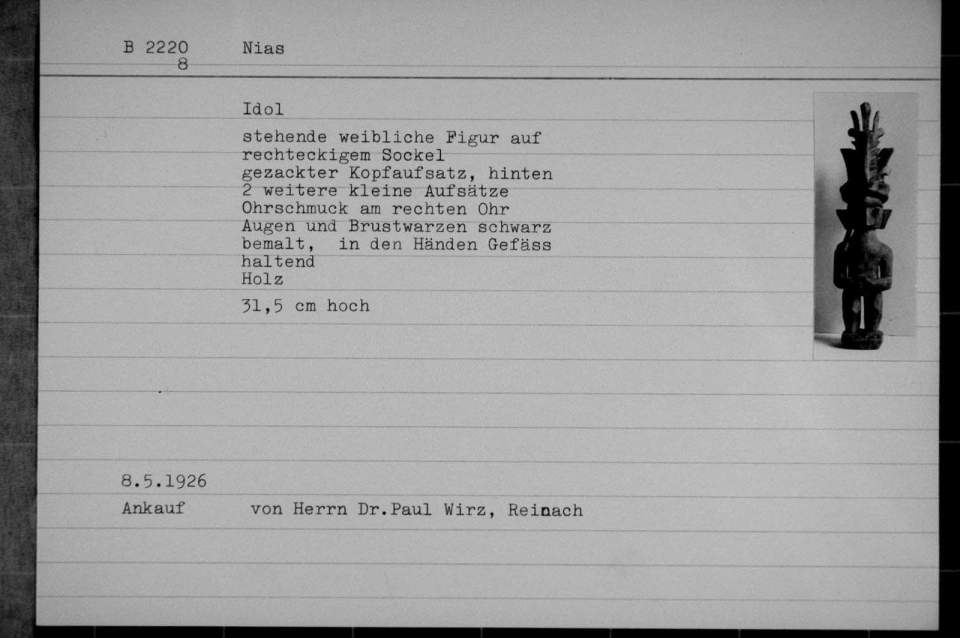 B 2220 Nias
8
Idol
stehende weibliche Figur auf
rechteckigem Sockel
gezackter Kopfaufsatz, hinten
2 weitere kleine Aufsätze
Ohrschmuck am rechten Ohr
Augen und Brustwarzen schwarz
bemalt, in den Händen Gefäss
haltend
Holz
31,5 cm hoch
8.5.1926
Ankauf von Herrn Dr.Paul Wirz, Reinach